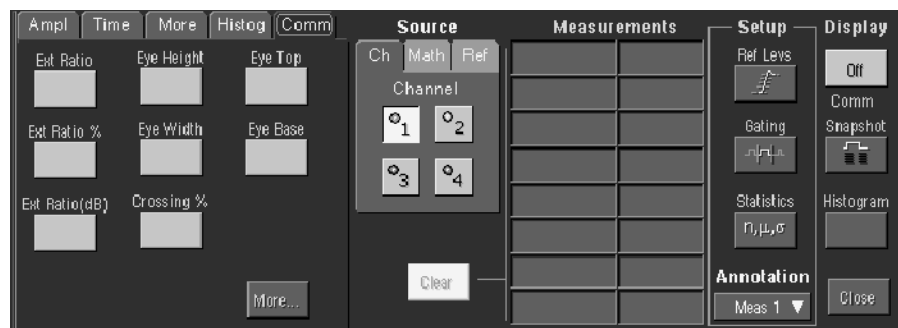 Ampl Time More Histog Comm
Source
Measurements
Setup
Display
Ext Ratio Eye Height Eye Top
Ch Math Ref
Ref Levs
Off
Channel
Comm
1 2
Ext Ratio % Eye Width Eye Base
Gating
Snapshot
3 4
Ext Ratio(dB) Crossing %
Statistics
Histogram
n,μ,σ
Clear
Annotation
More...
Meas 1 ▼
Close